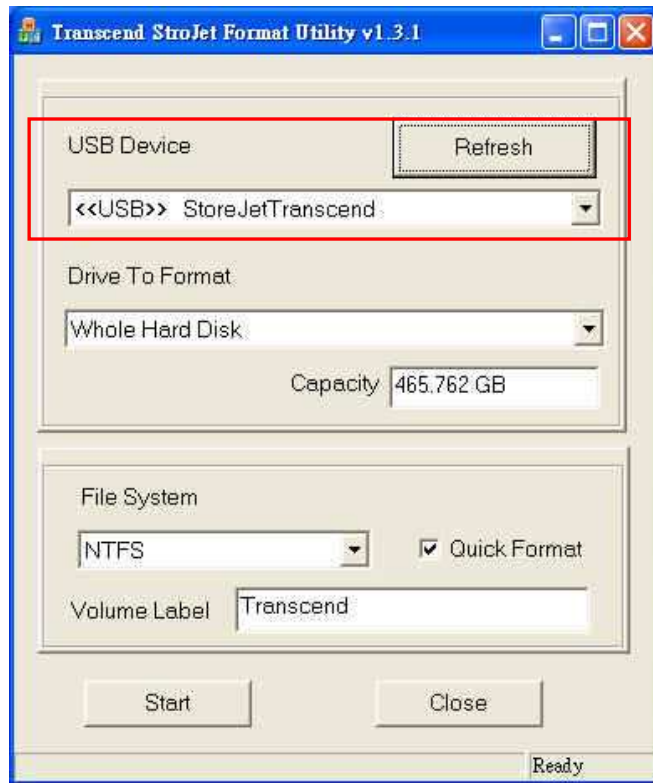 Transcend StroJet Format Utility v1.3.1
USB Device
Refresh
<<USB>> StoreJetTranscend
Drive To Format
Whole Hard Disk
Capacity 465.762 GB
File System
NTFS
Quick Format
Volume Label Transcend
Start Close
Ready